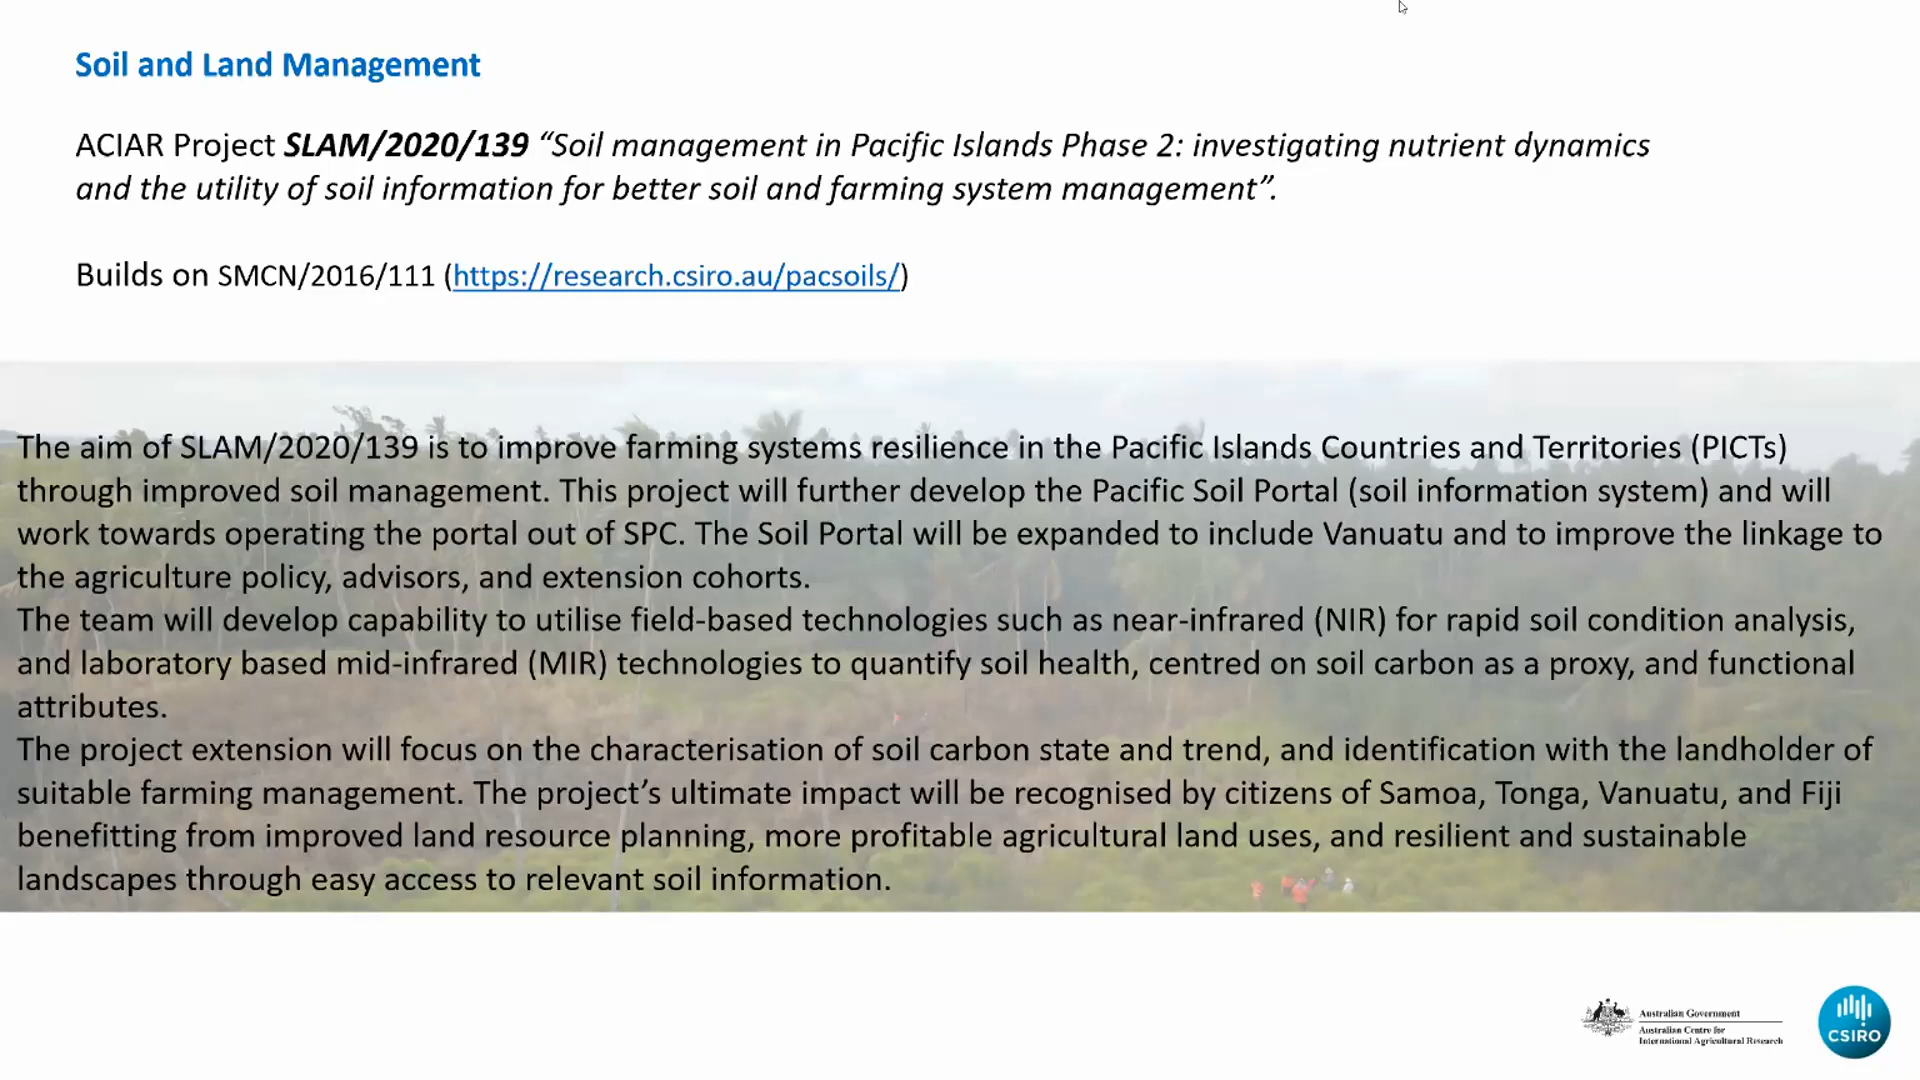 Soil and Land Management
ACIAR Project SLAM/2020/139 “Soil management in Pacific Islands Phase 2: investigating nutrient dynamics
and the utility of soil information for better soil and farming system management”.
Builds on SMCN/2016/111 (https://research.csiro.au/pacsoils/)
The aim of SLAM/2020/139 is to improve farming systems resilience in the Pacific Islands Countries and Territories (PICTs)
through improved soil management. This project will further develop the Pacific Soil Portal (soil information system) and will
work towards operating the portal out of SPC. The Soil Portal will be expanded to include Vanuatu and to improve the linkage to
the agriculture policy, advisors, and extension cohorts.
The team will develop capability to utilise field-based technologies such as near-infrared (NIR) for rapid soil condition analysis,
and laboratory based mid-infrared (MIR) technologies to quantify soil health, centred on soil carbon as a proxy, and functional
attributes.
The project extension will focus on the characterisation of soil carbon state and trend, and identification with the landholder of
suitable farming management. The project’s ultimate impact will be recognised by citizens of Samoa, Tonga, Vanuatu, and Fiji
benefitting from improved land resource planning, more profitable agricultural land uses, and resilient and sustainable
landscapes through easy access to relevant soil information.
Australian Government
Australian Centre for
International Agricultural Research
CSIRO